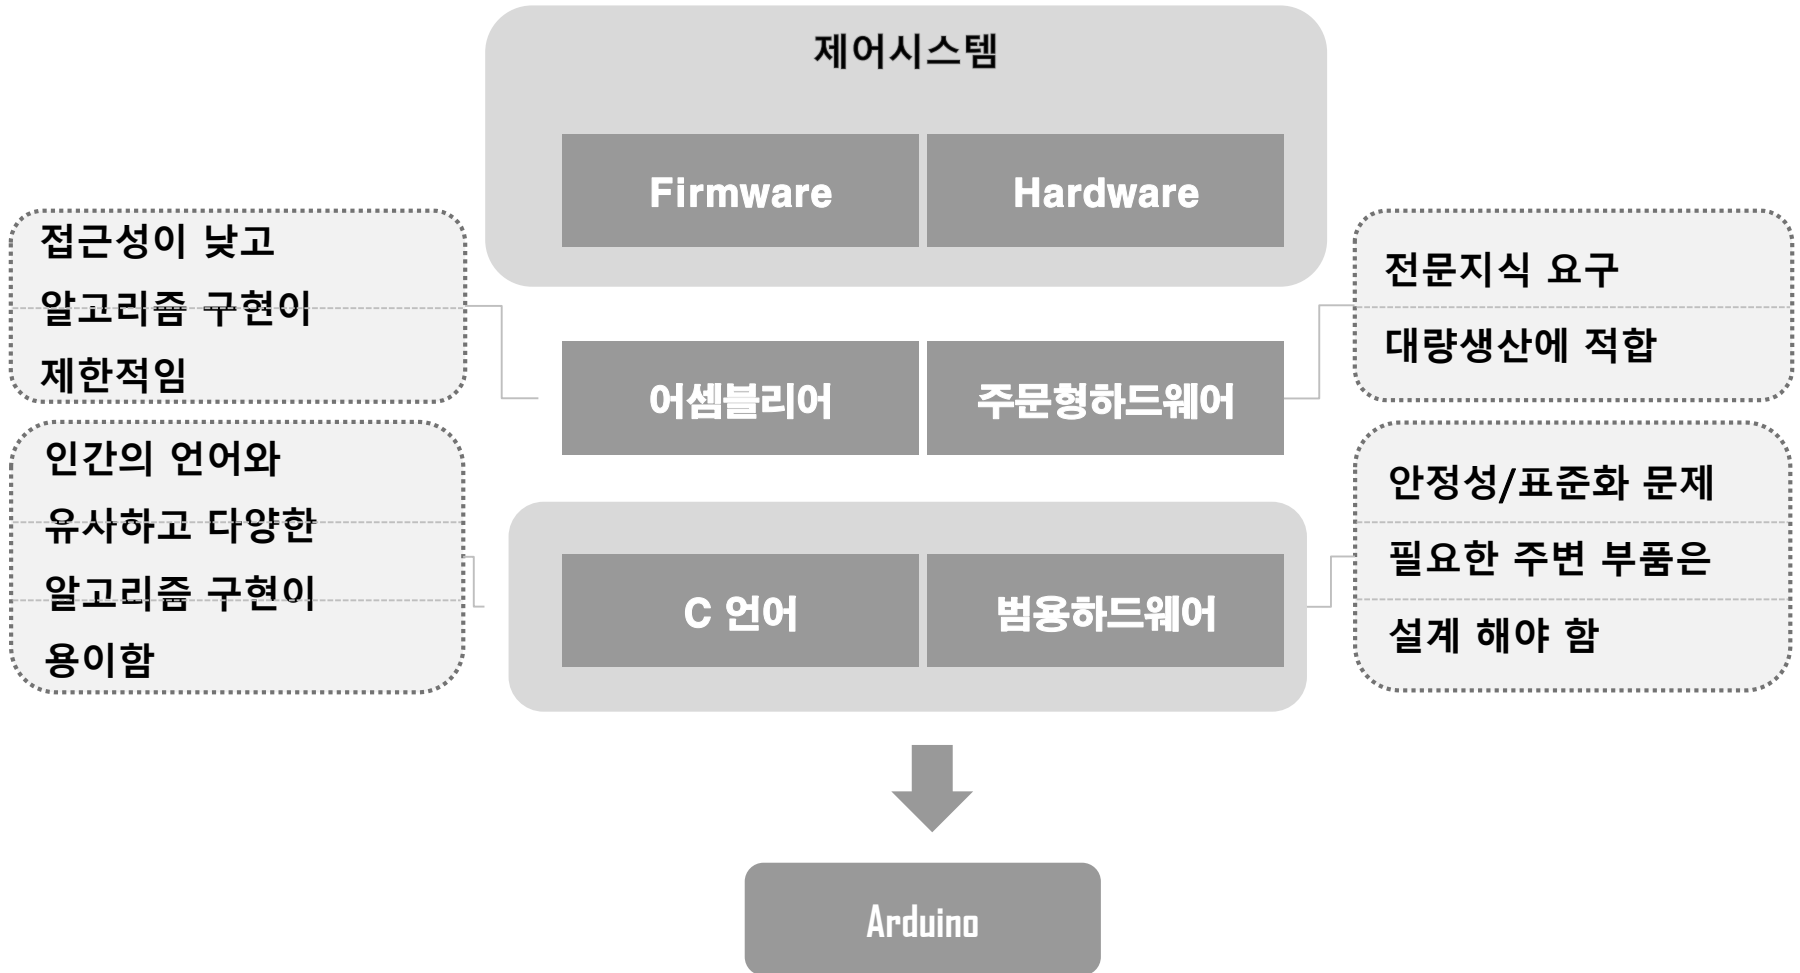 제어시스템
Firmware
Hardware
접근성이 낮고
알고리즘 구현이
제한적임
전문지식 요구
대량생산에 적합
어셈블리어
주문형하드웨어
인간의 언어와
유사하고 다양한
알고리즘 구현이
용이함
안정성/표준화 문제
필요한 주변 부품은
설계 해야 함
C 언어
범용하드웨어
Arduino